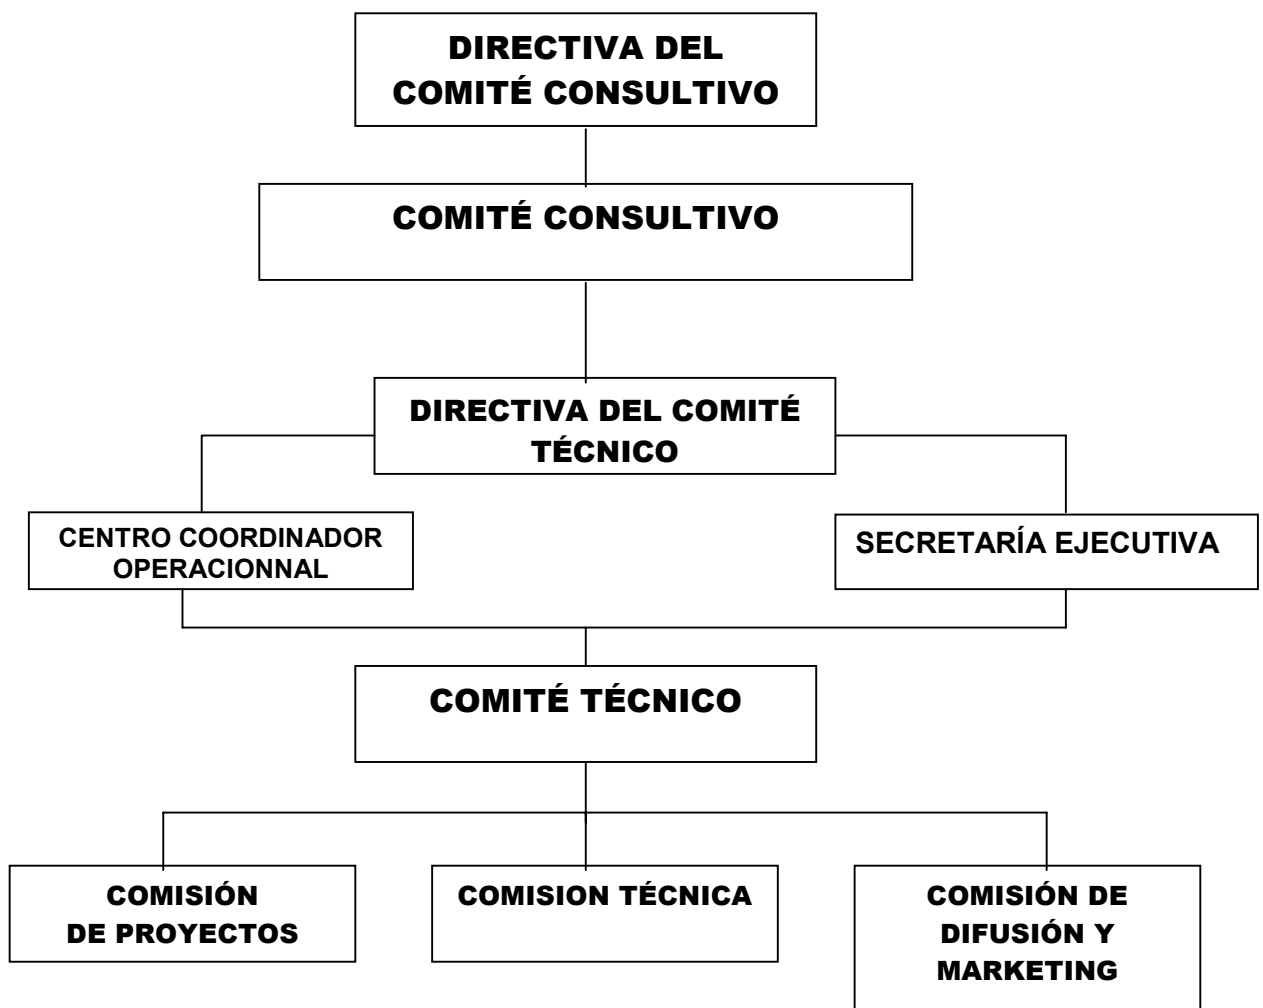 DIRECTIVA DEL
COMITÉ CONSULTIVO
COMITÉ CONSULTIVO
DIRECTIVA DEL COMITÉ
TÉCNICO
CENTRO COORDINADOR
OPERACIONNAL
SECRETARÍA EJECUTIVA
COMITÉ TÉCNICO
COMISIÓN
DE PROYECTOS
COMISION TÉCNICA
COMISIÓN DE
DIFUSIÓN Y
MARKETING